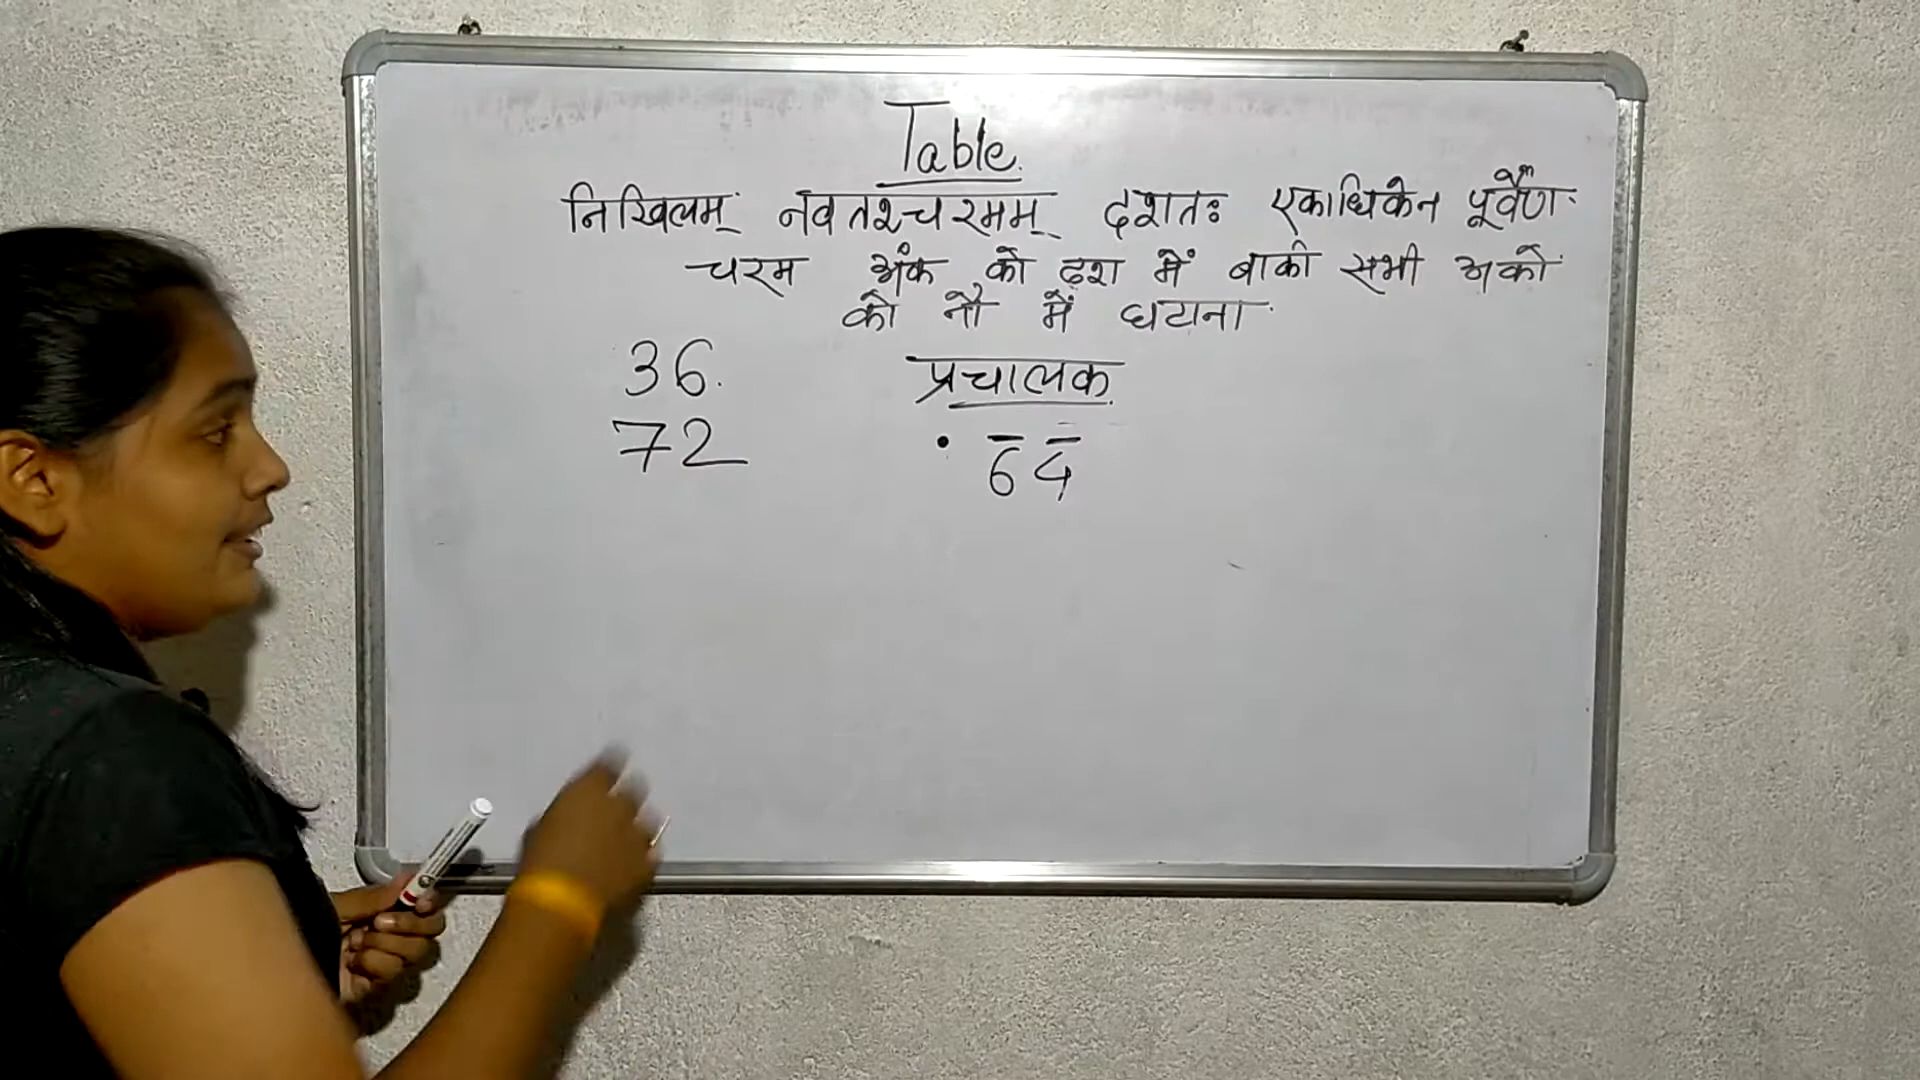 Table.
निखिलम् नवतश्चरमम् दशतः एकाधिकेन पूर्वेण
चरम अंक को दश में बाकी सभी अंको
को नौ में घटाना
36. प्रचालक
72 • 6̅ 4̅